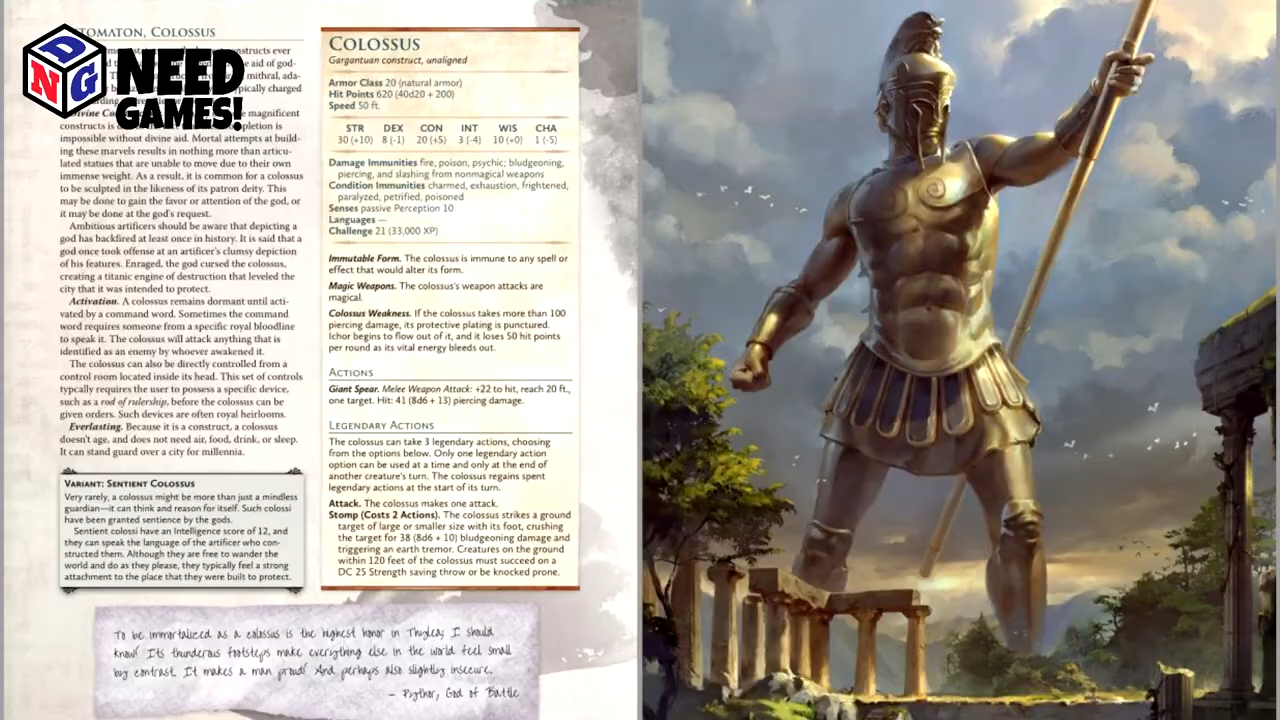 TOMATON, COLOSSUS
D
N
G
NEED
GAMES!
constructs ever
aid of god-
mithral, ada-
pically charged
magnificent
constructs is
pletion is
impossible without divine aid. Mortal attempts at build-
ing these marvels results in nothing more than articu-
lated statues that are unable to move due to their own
immense weight. As a result, it is common for a colossus
to be sculpted in the likeness of its patron deity. This
may be done to gain the favor or attention of the god, or
it may be done at the god's request.
Ambitious artificers should be aware that depicting a
god has backfired at least once in history. It is said that a
god once took offense at an artificer's clumsy depiction
of his features. Enraged, the god cursed the colossus,
creating a titanic engine of destruction that leveled the
city that it was intended to protect.
Activation. A colossus remains dormant until acti-
vated by a command word. Sometimes the command
word requires someone from a specific royal bloodline
to speak it. The colossus will attack anything that is
identified as an enemy by whoever awakened it.
The colossus can also be directly controlled from a
control room located inside its head. This set of controls
typically requires the user to possess a specific device,
such as a rod of rulership, before the colossus can be
given orders. Such devices are often royal heirlooms.
Everlasting. Because it is a construct, a colossus
doesn't age, and does not need air, food, drink, or sleep.
It can stand guard over a city for millennia.
VARIANT: SENTIENT COLOSSUS
Very rarely, a colossus might be more than just a mindless
guardian—it can think and reason for itself. Such colossi
have been granted sentience by the gods.
Sentient colossi have an Intelligence score of 12, and
they can speak the language of the artificer who con-
structed them. Although they are free to wander the
world and do as they please, they typically feel a strong
attachment to the place that they were built to protect.
COLOSSUS
Gargantuan construct, unaligned
Armor Class 20 (natural armor)
Hit Points 620 (40d20 + 200)
Speed 50 ft.
STR DEX CON INT WIS CHA
30 (+10) 8 (-1) 20 (+5) 3 (-4) 10 (+0) 1 (-5)
Damage Immunities fire, poison, psychic; bludgeoning,
piercing, and slashing from nonmagical weapons
Condition Immunities charmed, exhaustion, frightened,
paralyzed, petrified, poisoned
Senses passive Perception 10
Languages —
Challenge 21 (33,000 XP)
Immutable Form. The colossus is immune to any spell or
effect that would alter its form.
Magic Weapons. The colossus's weapon attacks are
magical.
Colossus Weakness. If the colossus takes more than 100
piercing damage, its protective plating is punctured.
Ichor begins to flow out of it, and it loses 50 hit points
per round as its vital energy bleeds out.
ACTIONS
Giant Spear. Melee Weapon Attack: +22 to hit, reach 20 ft.,
one target. Hit: 41 (8d6 + 13) piercing damage.
LEGENDARY ACTIONS
The colossus can take 3 legendary actions, choosing
from the options below. Only one legendary action
option can be used at a time and only at the end of
another creature's turn. The colossus regains spent
legendary actions at the start of its turn.
Attack. The colossus makes one attack.
Stomp (Costs 2 Actions). The colossus strikes a ground
target of large or smaller size with its foot, crushing
the target for 38 (8d6 + 10) bludgeoning damage and
triggering an earth tremor. Creatures on the ground
within 120 feet of the colossus must succeed on a
DC 25 Strength saving throw or be knocked prone.
To be immortalized as a colossus is the highest honor in Thylea, I should
know! Its thunderous footsteps make everything else in the world feel small
by contrast. It makes a man proud! And perhaps also slightly insecure.
– Pythor, God of Battle